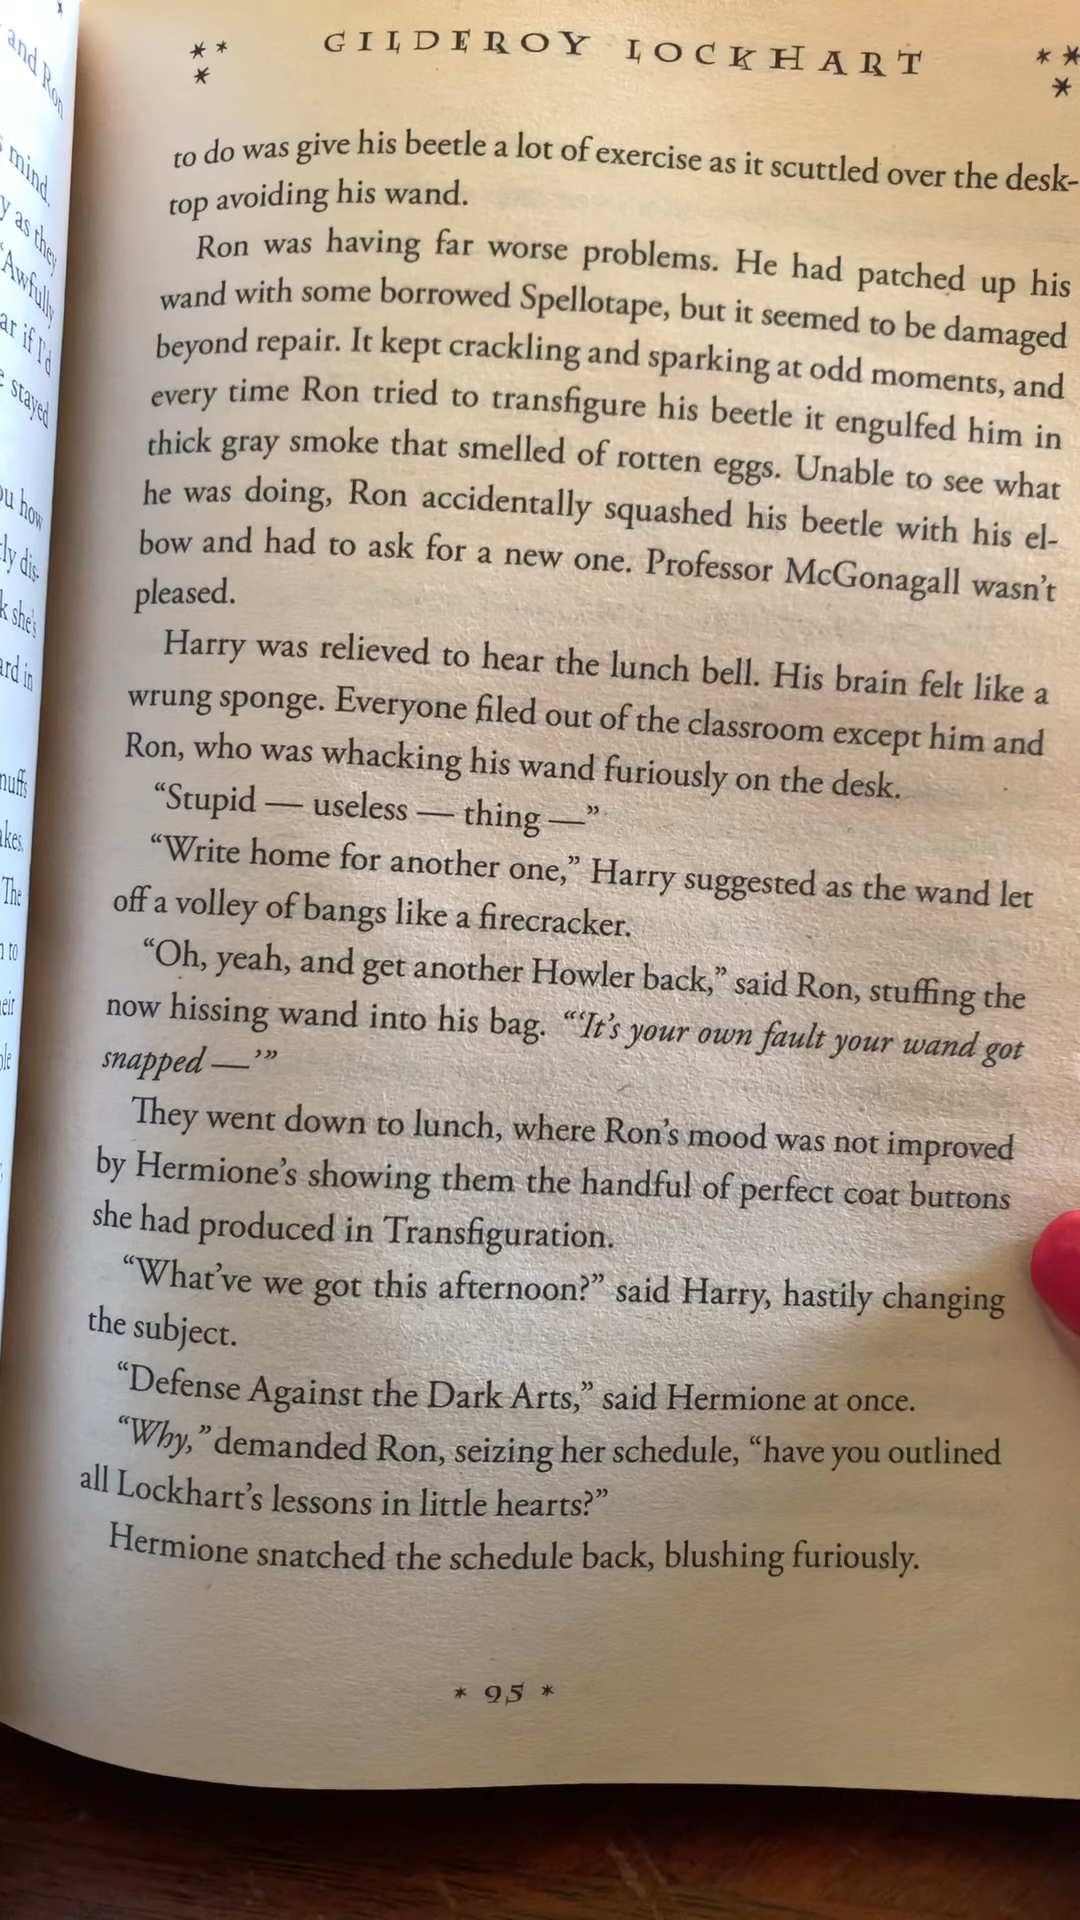 and Ron
mind.
as they
"Awfully
if I'd
stayed
how
she's
in
The
to
GILDEROY LOCKHART
to do was give his beetle a lot of exercise as it scuttled over the desk-
top avoiding his wand.
Ron was having far worse problems. He had patched up his
wand with some borrowed Spellotape, but it seemed to be damaged
beyond repair. It kept crackling and sparking at odd moments, and
every time Ron tried to transfigure his beetle it engulfed him in
thick gray smoke that smelled of rotten eggs. Unable to see what
he was doing, Ron accidentally squashed his beetle with his el-
bow and had to ask for a new one. Professor McGonagall wasn't
pleased.
Harry was relieved to hear the lunch bell. His brain felt like a
wrung sponge. Everyone filed out of the classroom except him and
Ron, who was whacking his wand furiously on the desk.
"Stupid — useless — thing —"
"Write home for another one," Harry suggested as the wand let
off a volley of bangs like a firecracker.
"Oh, yeah, and get another Howler back," said Ron, stuffing the
now hissing wand into his bag. "'It's your own fault your wand got
snapped —'"
They went down to lunch, where Ron's mood was not improved
by Hermione's showing them the handful of perfect coat buttons
she had produced in Transfiguration.
"What've we got this afternoon?" said Harry, hastily changing
the subject.
"Defense Against the Dark Arts," said Hermione at once.
"Why," demanded Ron, seizing her schedule, "have you outlined
all Lockhart's lessons in little hearts?"
Hermione snatched the schedule back, blushing furiously.
* 95 *